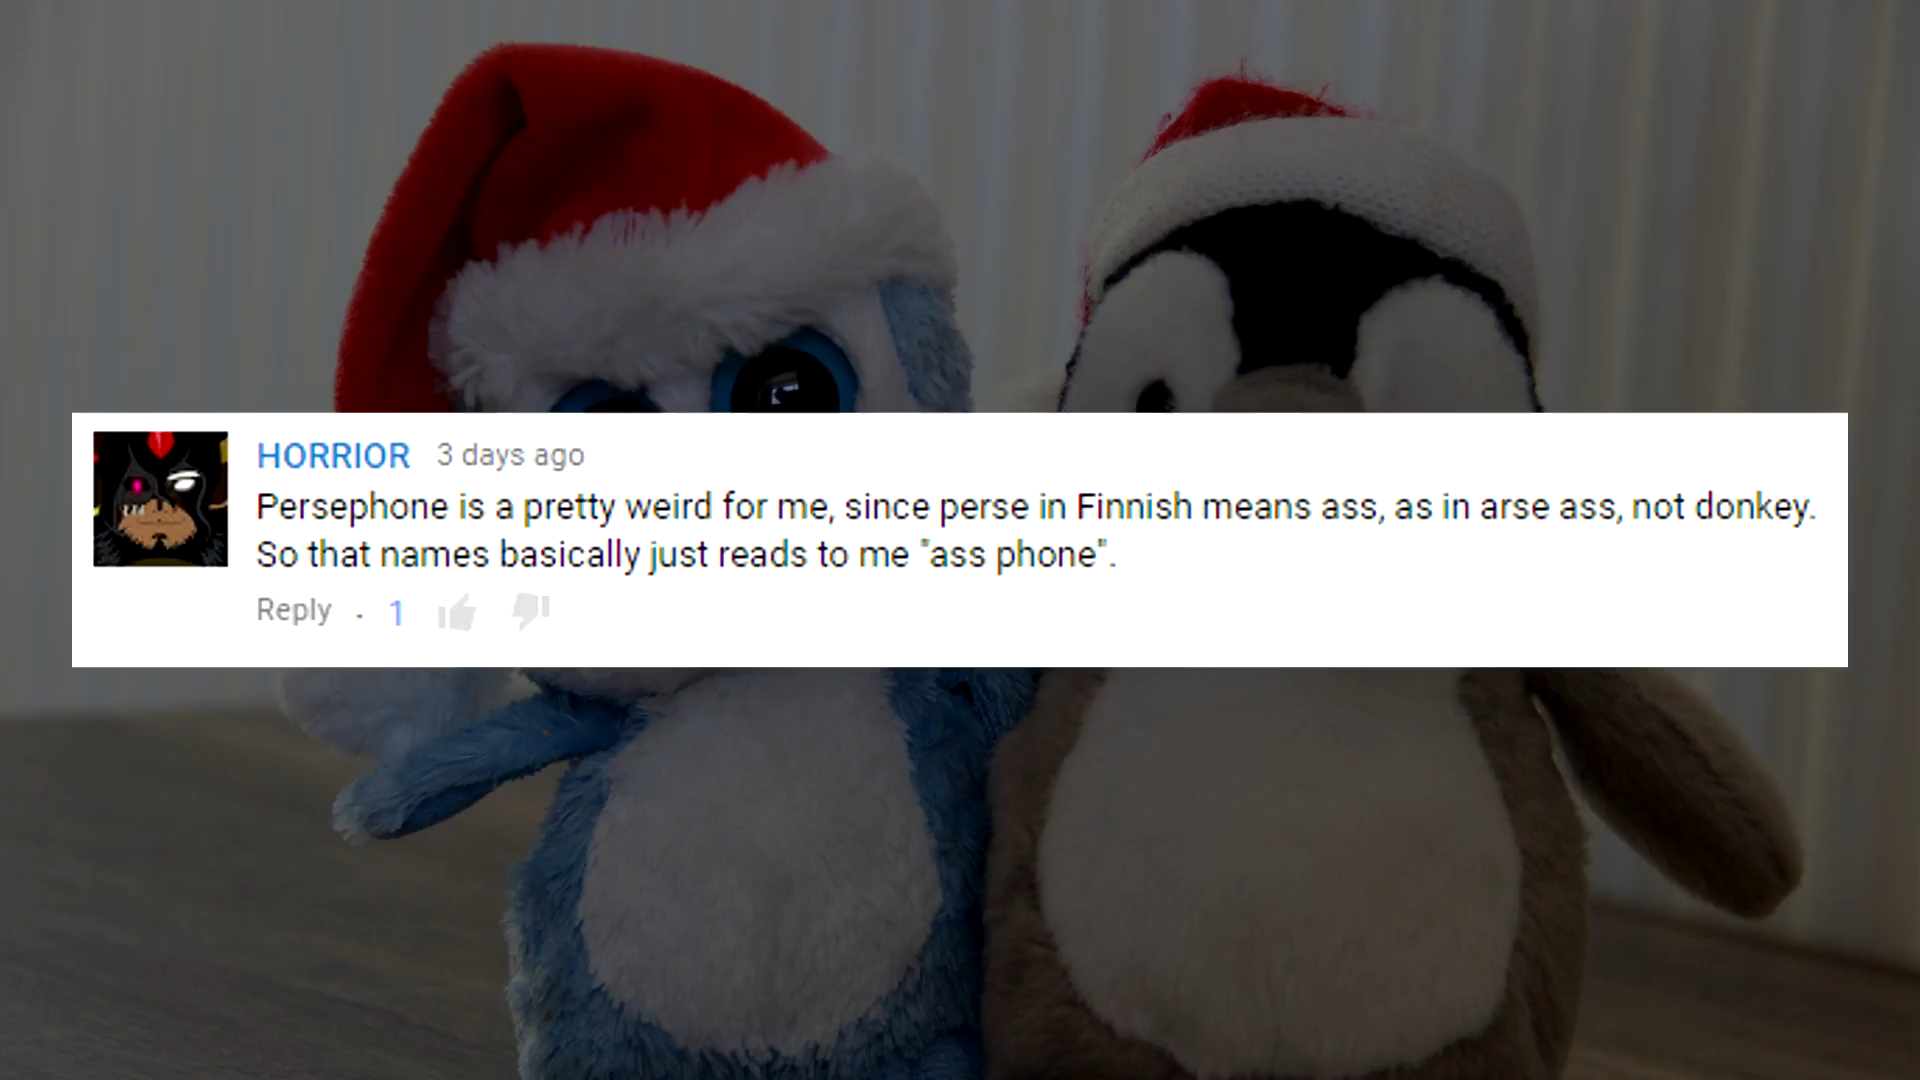 HORRIOR 3 days ago
Persephone is a pretty weird for me, since perse in Finnish means ass, as in arse ass, not donkey.
So that names basically just reads to me "ass phone".
Reply · 1